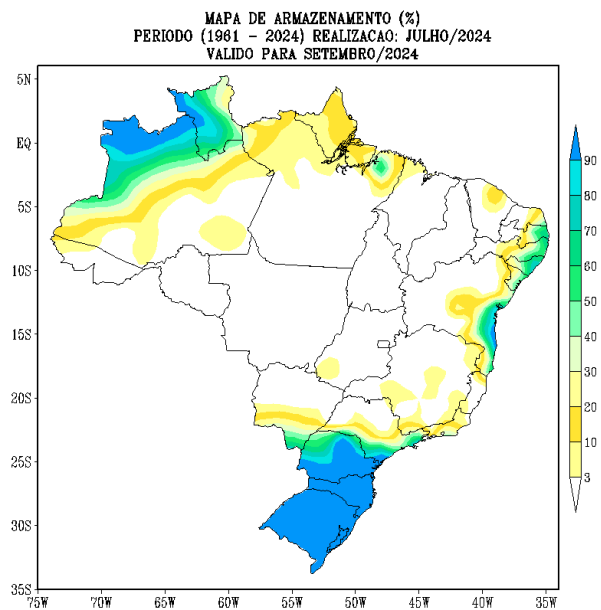 MAPA DE ARMAZENAMENTO (%)
PERIODO (1961 – 2024) REALIZACAO: JULHO/2024
VALIDO PARA SETEMBRO/2024
5N
EQ
5S
10S
15S
20S
25S
30S
35S
75W 70W 65W 60W 55W 50W 45W 40W 35W
90
80
70
60
50
40
30
20
10
3